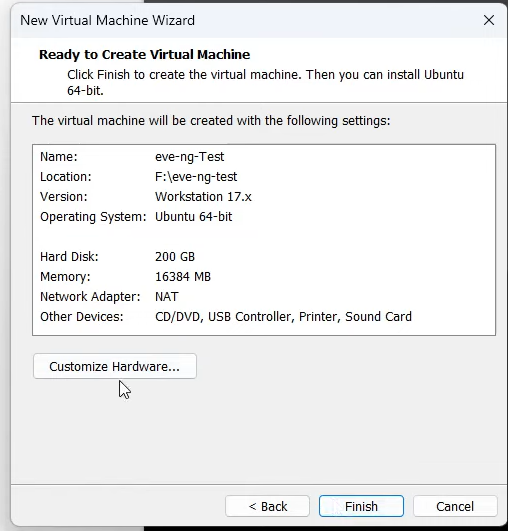 New Virtual Machine Wizard
Ready to Create Virtual Machine
Click Finish to create the virtual machine. Then you can install Ubuntu
64-bit.
The virtual machine will be created with the following settings:
Name: eve-ng-Test
Location: F:\eve-ng-test
Version: Workstation 17.x
Operating System: Ubuntu 64-bit
Hard Disk: 200 GB
Memory: 16384 MB
Network Adapter: NAT
Other Devices: CD/DVD, USB Controller, Printer, Sound Card
Customize Hardware...
< Back Finish Cancel